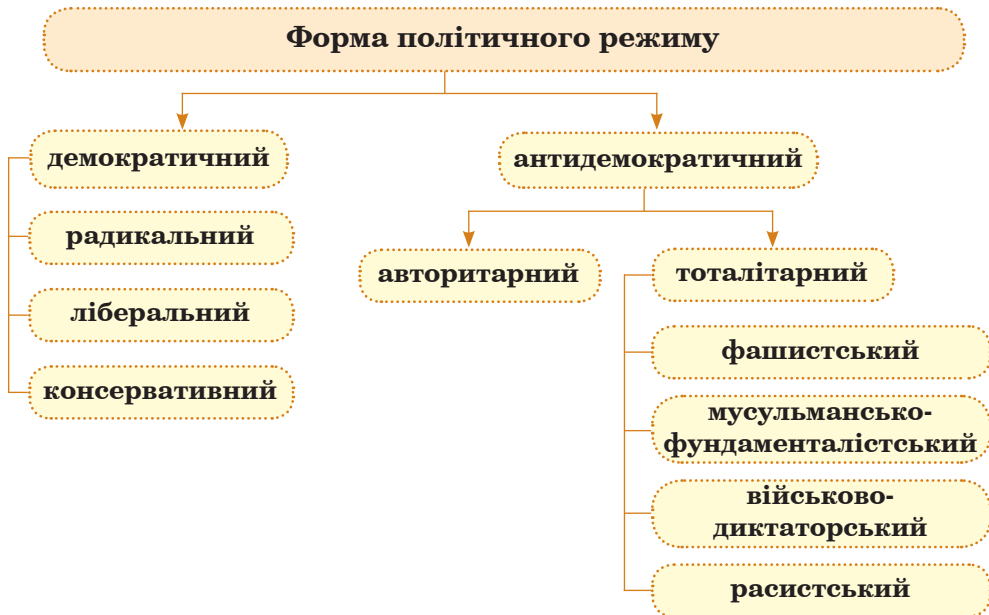 Форма політичного режиму
демократичний
радикальний
ліберальний
консервативний
антидемократичний
авторитарний
тоталітарний
фашистський
мусульмансько-
фундаменталістський
військово-
диктаторський
расистський